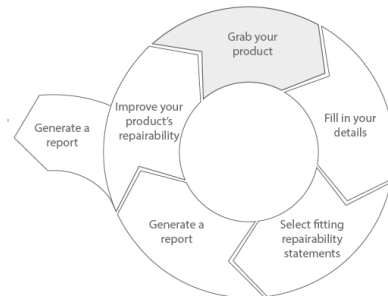 Grab your
product
Fill in your
details
Select fitting
repairability
statements
Generate a
report
Improve your
product's
repairability
Generate a
report